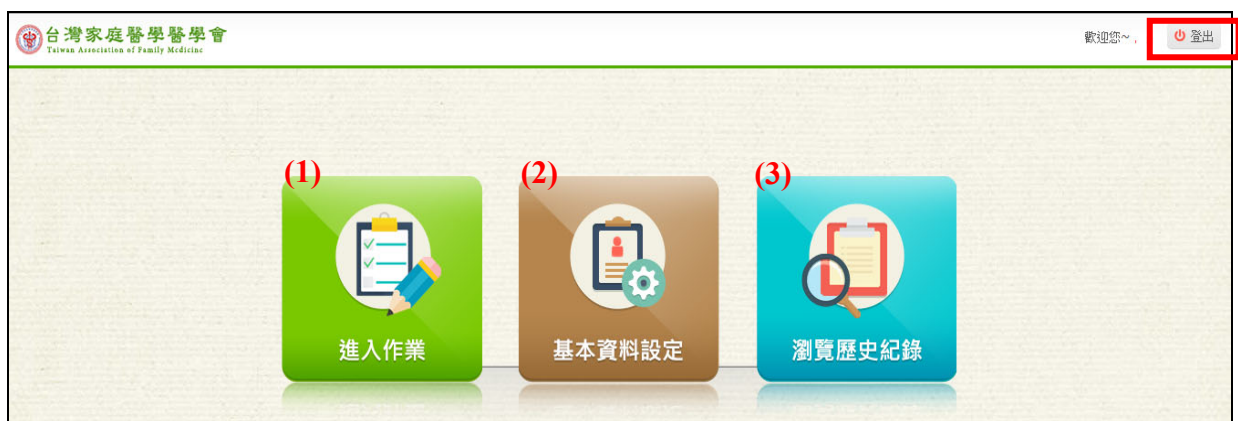 台灣家庭醫學醫學會
Taiwan Association of Family Medicine
歡迎您~ , 登出
(1) (2) (3)
進入作業 基本資料設定 瀏覽歷史紀錄